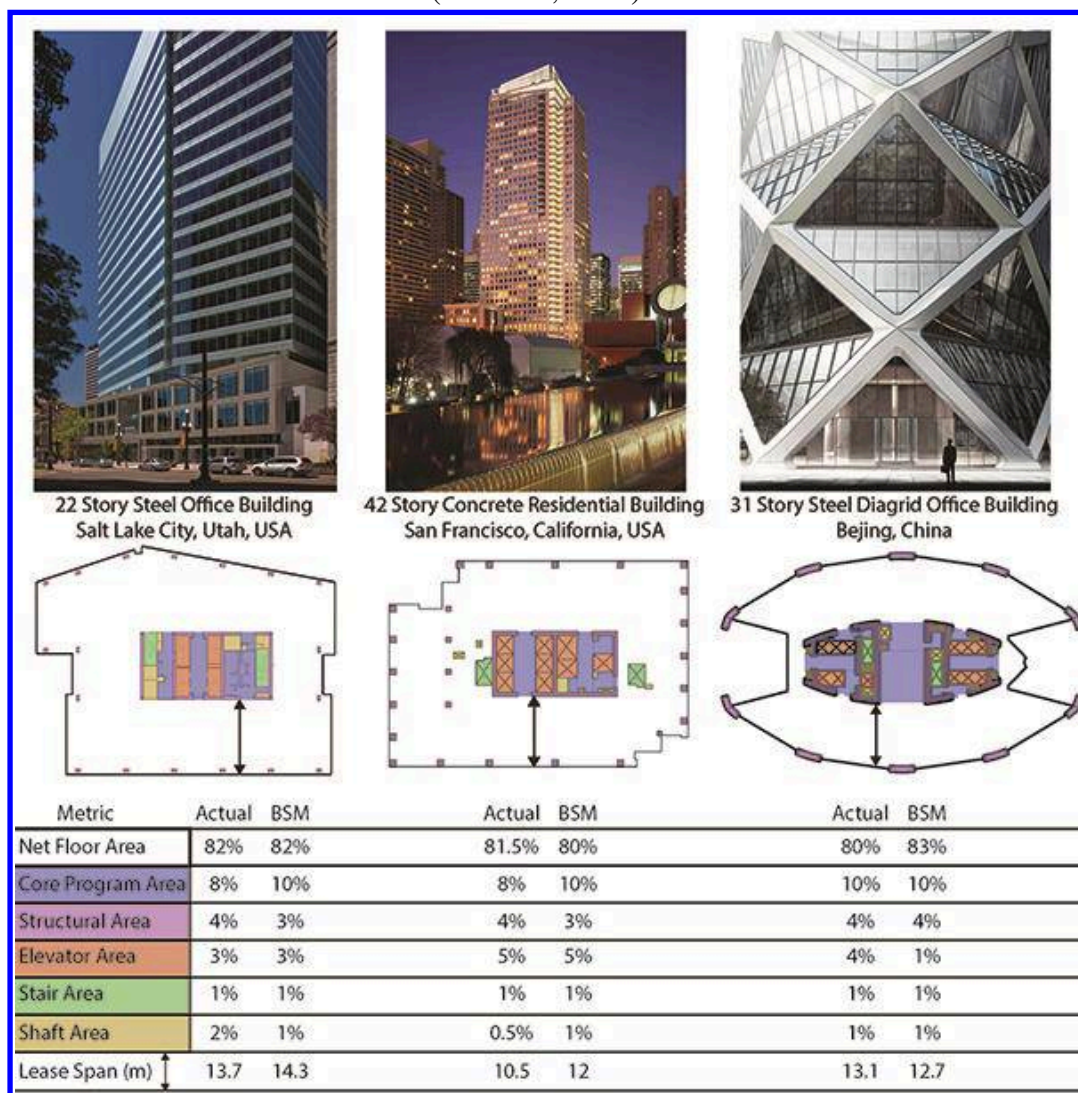 22 Story Steel Office Building
Salt Lake City, Utah, USA
42 Story Concrete Residential Building
San Francisco, California, USA
31 Story Steel Diagrid Office Building
Bejing, China
Metric Actual BSM Actual BSM Actual BSM
Net Floor Area 82% 82% 81.5% 80% 80% 83%
Core Program Area 8% 10% 8% 10% 10% 10%
Structural Area 4% 3% 4% 3% 4% 4%
Elevator Area 3% 3% 5% 5% 4% 1%
Stair Area 1% 1% 1% 1% 1% 1%
Shaft Area 2% 1% 0.5% 1% 1% 1%
Lease Span (m) 13.7 14.3 10.5 12 13.1 12.7